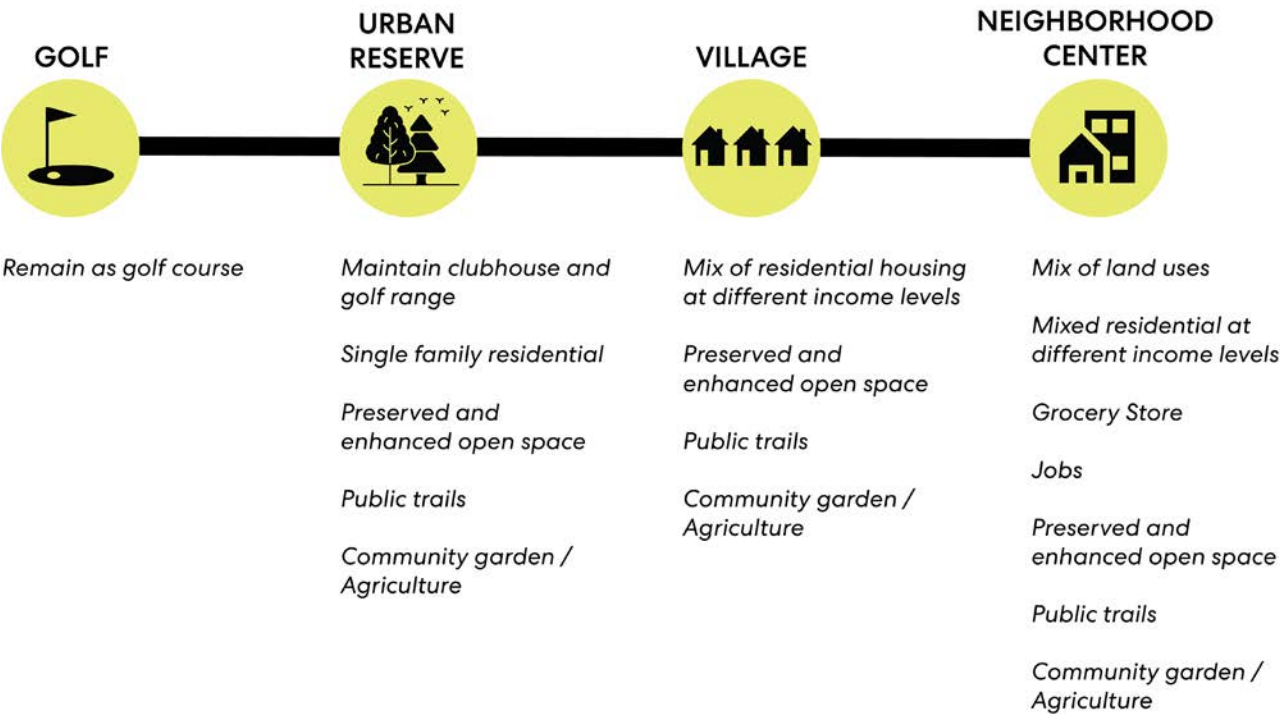 GOLF
Remain as golf course
URBAN
RESERVE
Maintain clubhouse and
golf range
Single family residential
Preserved and
enhanced open space
Public trails
Community garden /
Agriculture
VILLAGE
Mix of residential housing
at different income levels
Preserved and
enhanced open space
Public trails
Community garden /
Agriculture
NEIGHBORHOOD
CENTER
Mix of land uses
Mixed residential at
different income levels
Grocery Store
Jobs
Preserved and
enhanced open space
Public trails
Community garden /
Agriculture